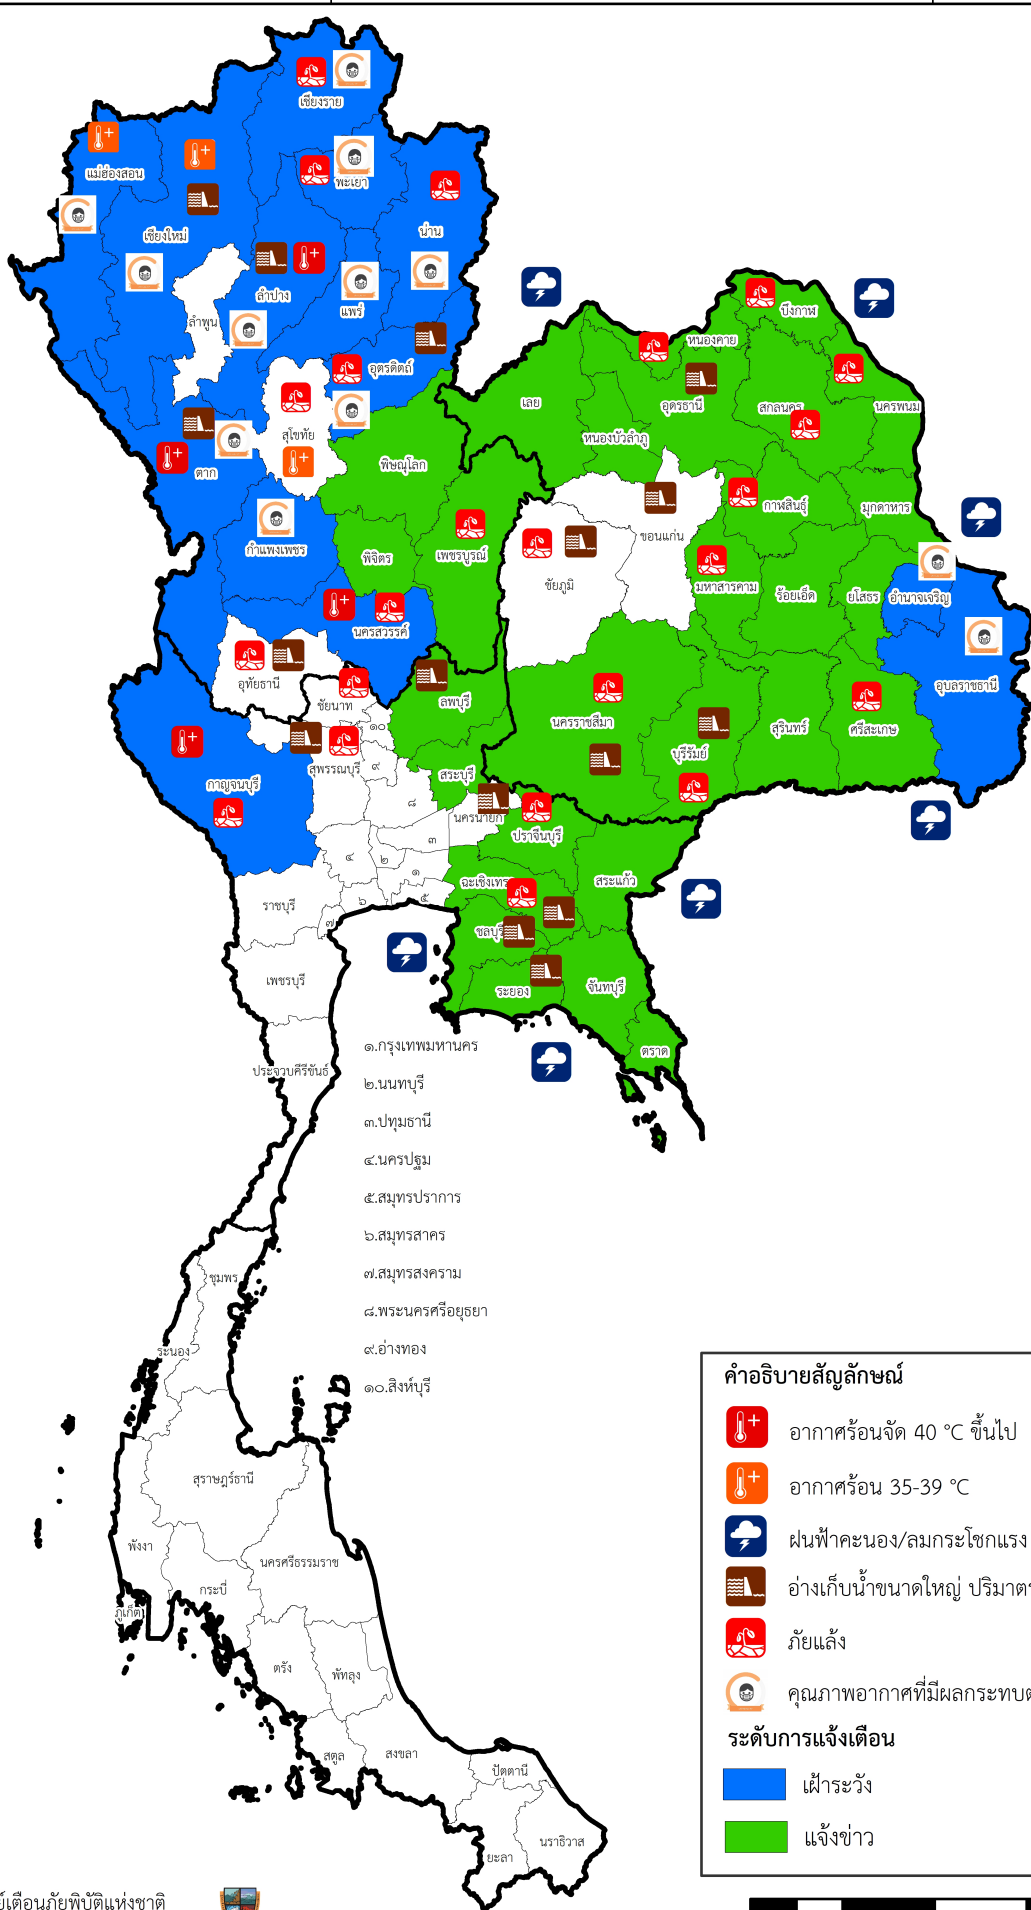 เชียงราย
แม่ฮ่องสอน
พะเยา
น่าน
เชียงใหม่
ลำปาง
แพร่
ลำพูน
บึงกาฬ
หนองคาย
อุตรดิตถ์
เลย
อุดรธานี
สกลนคร
นครพนม
สุโขทัย
หนองบัวลำภู
พิษณุโลก
ตาก
กาฬสินธุ์
มุกดาหาร
ขอนแก่น
กำแพงเพชร
พิจิตร
เพชรบูรณ์
ชัยภูมิ
มหาสารคาม
ร้อยเอ็ด
ยโสธร
อำนาจเจริญ
นครสวรรค์
อุทัยธานี
อุบลราชธานี
ชัยนาท
ลพบุรี
นครราชสีมา
๑๐
สุรินทร์
ศรีสะเกษ
บุรีรัมย์
สุพรรณบุรี
๙
สระบุรี
กาญจนบุรี
๘
นครนายก
ปราจีนบุรี
๓
๔
๒
๑
ฉะเชิงเทรา
สระแก้ว
ราชบุรี
๖
๕
๗
ชลบุรี
เพชรบุรี
ระยอง
จันทบุรี
ตราด
ประจวบคีรีขันธ์
๑.กรุงเทพมหานคร
๒.นนทบุรี
๓.ปทุมธานี
๔.นครปฐม
๕.สมุทรปราการ
๖.สมุทรสาคร
๗.สมุทรสงคราม
๘.พระนครศรีอยุธยา
๙.อ่างทอง
๑๐.สิงห์บุรี
ชุมพร
ระนอง
สุราษฎร์ธานี
พังงา
นครศรีธรรมราช
กระบี่
ภูเก็ต
ตรัง
พัทลุง
สตูล
สงขลา
ปัตตานี
ยะลา
นราธิวาส
คำอธิบายสัญลักษณ์
อากาศร้อนจัด 40 °C ขึ้นไป
อากาศร้อน 35-39 °C
ฝนฟ้าคะนอง/ลมกระโชกแรง
อ่างเก็บน้ำขนาดใหญ่ ปริมาตร
ภัยแล้ง
คุณภาพอากาศที่มีผลกระทบต
ระดับการแจ้งเตือน
เฝ้าระวัง
แจ้งข่าว
ย์เตือนภัยพิบัติแห่งชาติ